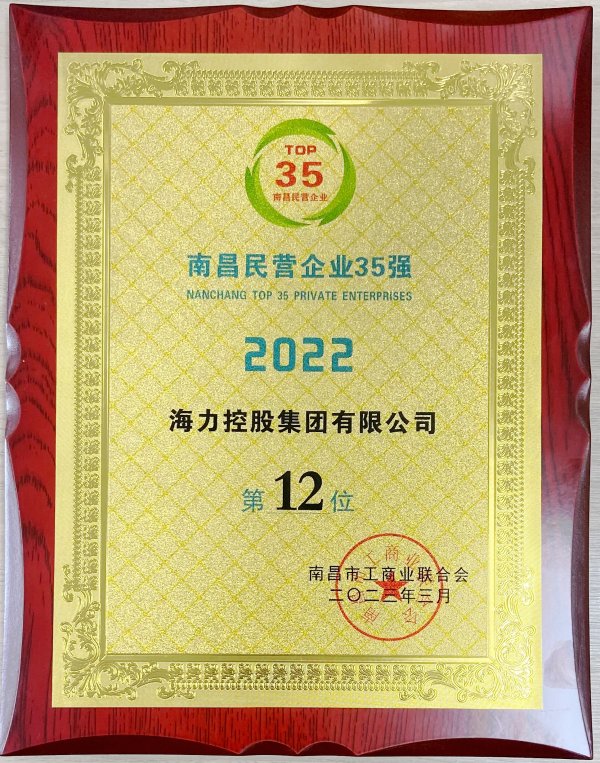 TOP
35
南昌民营企业
南昌民营企业35强
NANCHANG TOP 35 PRIVATE ENTERPRISES
2022
海力控股集团有限公司
第12位
南昌市工商业联合会
二〇二三年三月